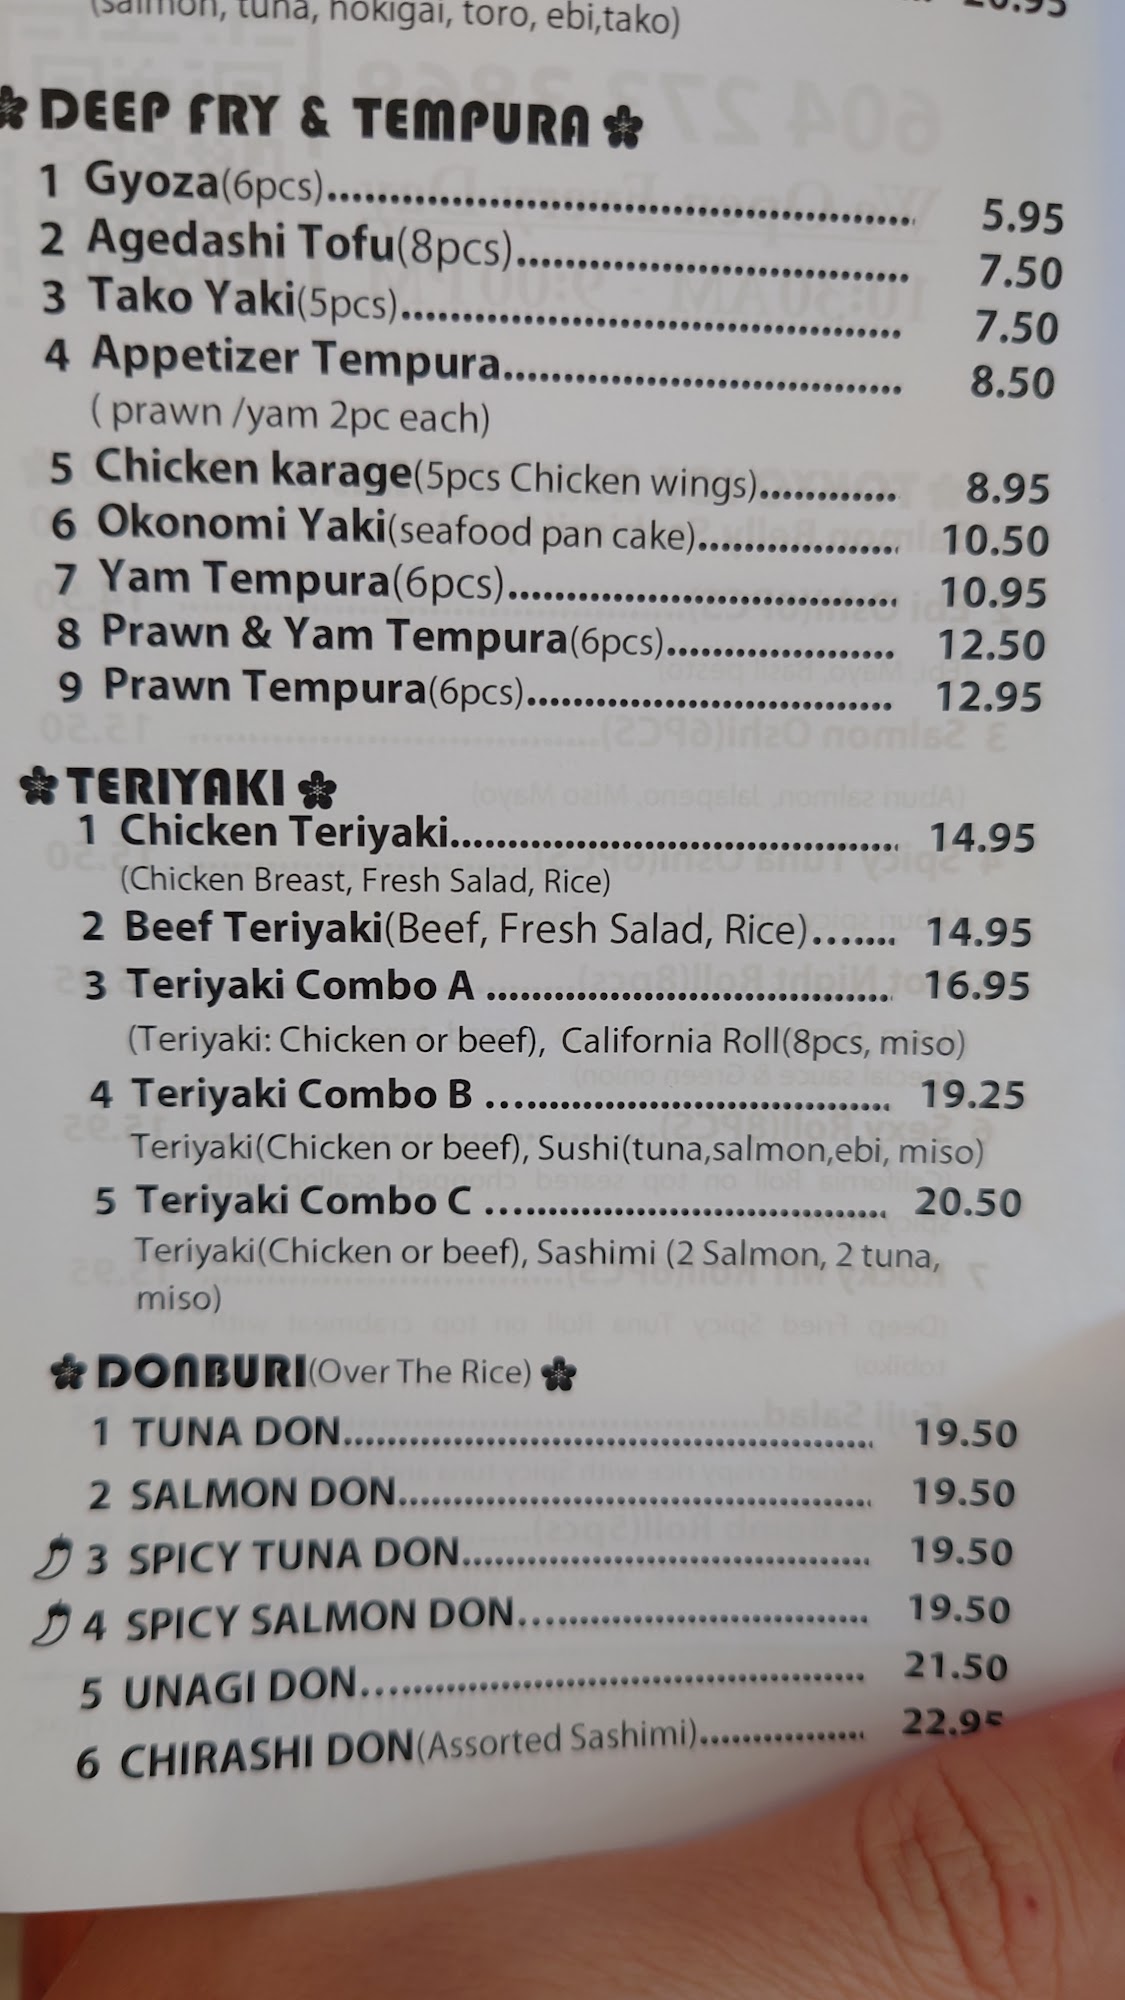 (salmon, tuna, hokigai, toro, ebi,tako)
DEEP FRY & TEMPURA
1 Gyoza(6pcs)........ 5.95
2 Agedashi Tofu(8pcs)........ 7.50
3 Tako Yaki(5pcs)........ 7.50
4 Appetizer Tempura........ 8.50
( prawn /yam 2pc each)
5 Chicken karage(5pcs Chicken wings)........ 8.95
6 Okonomi Yaki(seafood pan cake)........ 10.50
7 Yam Tempura(6pcs)........ 10.95
8 Prawn & Yam Tempura(6pcs)........ 12.50
9 Prawn Tempura(6pcs)........ 12.95
TERIYAKI
1 Chicken Teriyaki........ 14.95
(Chicken Breast, Fresh Salad, Rice)
2 Beef Teriyaki(Beef, Fresh Salad, Rice)....... 14.95
3 Teriyaki Combo A ........ 16.95
(Teriyaki: Chicken or beef), California Roll(8pcs, miso)
4 Teriyaki Combo B ........ 19.25
Teriyaki(Chicken or beef), Sushi(tuna,salmon,ebi, miso)
5 Teriyaki Combo C ........ 20.50
Teriyaki(Chicken or beef), Sashimi (2 Salmon, 2 tuna,
miso)
DONBURI(Over The Rice)
1 TUNA DON........ 19.50
2 SALMON DON........ 19.50
3 SPICY TUNA DON........ 19.50
4 SPICY SALMON DON........ 19.50
5 UNAGI DON........ 21.50
6 CHIRASHI DON(Assorted Sashimi)........ 22.95